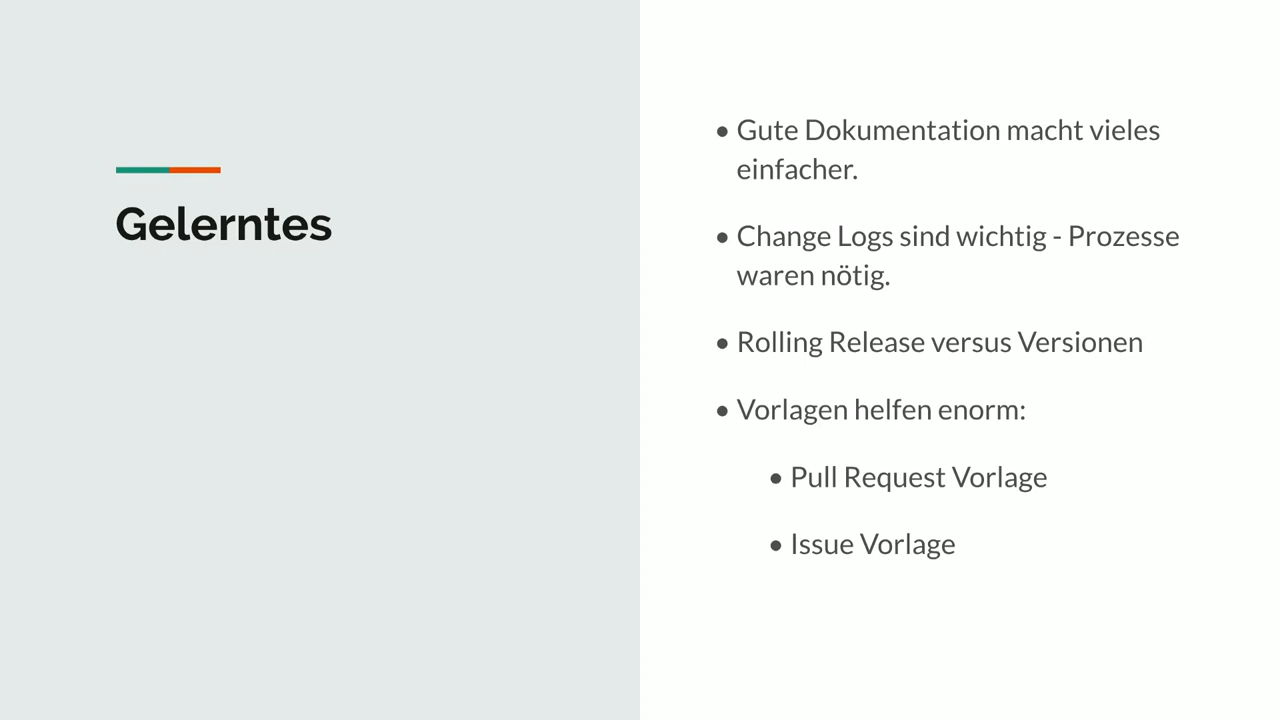 Gelerntes
• Gute Dokumentation macht vieles
einfacher.
• Change Logs sind wichtig - Prozesse
waren nötig.
• Rolling Release versus Versionen
• Vorlagen helfen enorm:
• Pull Request Vorlage
• Issue Vorlage